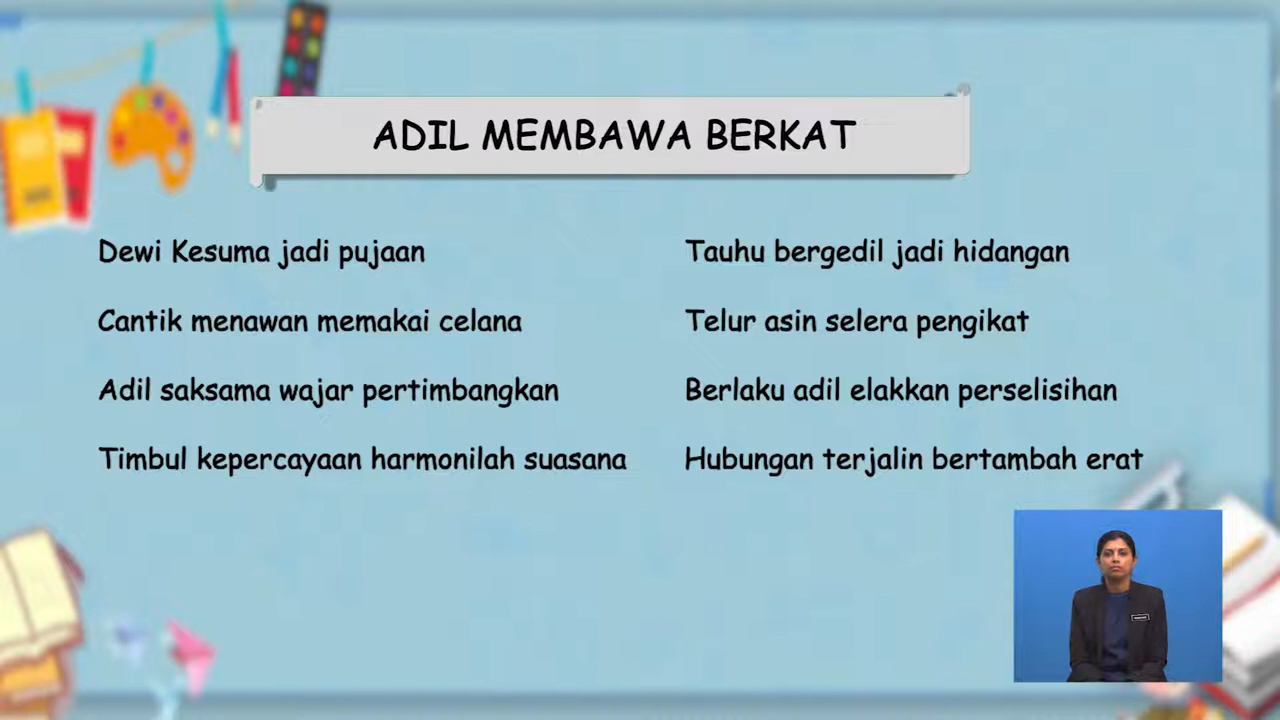 ADIL MEMBAWA BERKAT
Dewi Kesuma jadi pujaan
Cantik menawan memakai celana
Adil saksama wajar pertimbangkan
Timbul kepercayaan harmonilah suasana
Tauhu bergedil jadi hidangan
Telur asin selera pengikat
Berlaku adil elakkan perselisihan
Hubungan terjalin bertambah erat